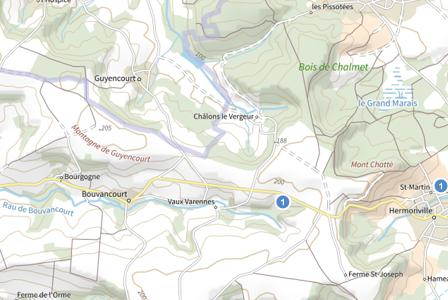 l'Hospice
les Pissotées
Bois de Chalmet
Guyencourt
le Grand Marais
Châlons le Vergeur
205
188
Montagne de Guyencourt
Mont Chatté
Bourgogne
200
St-Martin
1
Bouvancourt
Vaux Varennes
1
Hermonville
Rau de Bouvancourt
Ferme St-Joseph
Hamea
Ferme de l'Orme